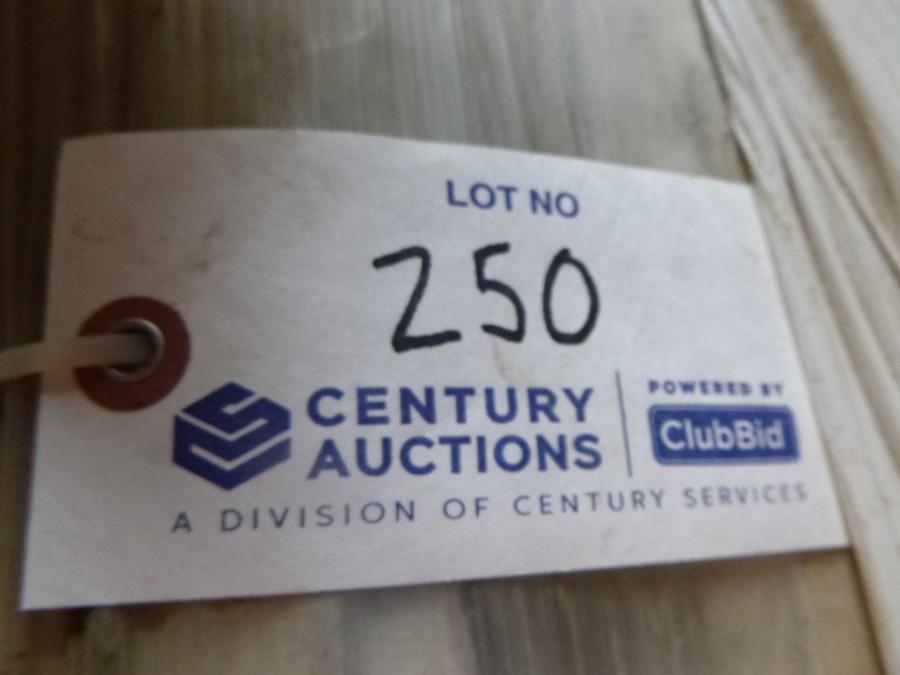 LOT NO
250
CENTURY
AUCTIONS
POWERED BY
ClubBid
A DIVISION OF CENTURY SERVICES